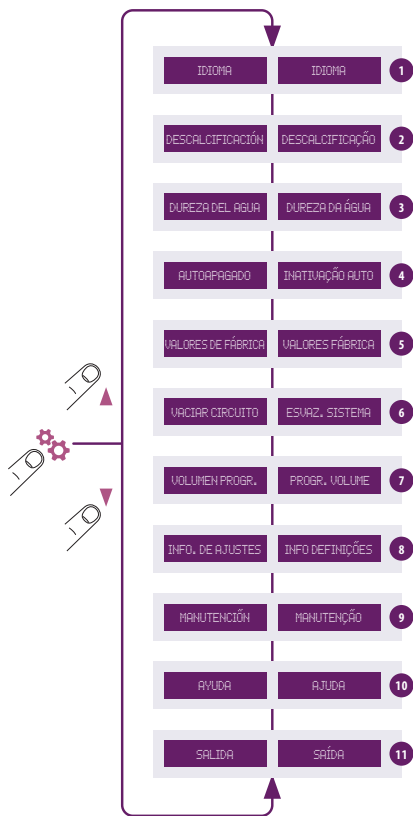 IDIOMA IDIOMA 1
DESCALCIFICACIÓN DESCALCIFICAÇÃO 2
DUREZA DEL AGUA DUREZA DA ÁGUA 3
AUTOAPAGADO INATIVAÇÃO AUTO 4
VALORES DE FÁBRICA VALORES FÁBRICA 5
VACIAR CIRCUITO ESVAZ. SISTEMA 6
VOLUMEN PROGR. PROGR. VOLUME 7
INFO. DE AJUSTES INFO DEFINIÇÕES 8
MANUTENCIÓN MANUTENÇÃO 9
AYUDA AJUDA 10
SALIDA SAÍDA 11